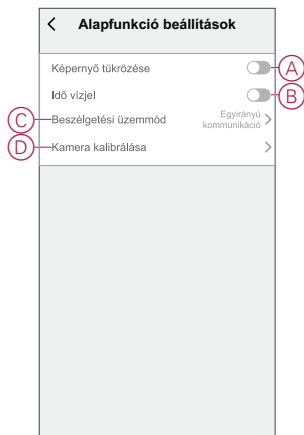 Alapfunkció beállítások
Képernyő tükrözése
A
Idő vízjel
B
C
Beszélgetési üzemmód
Egyirányú
kommunikáció
D
Kamera kalibrálása